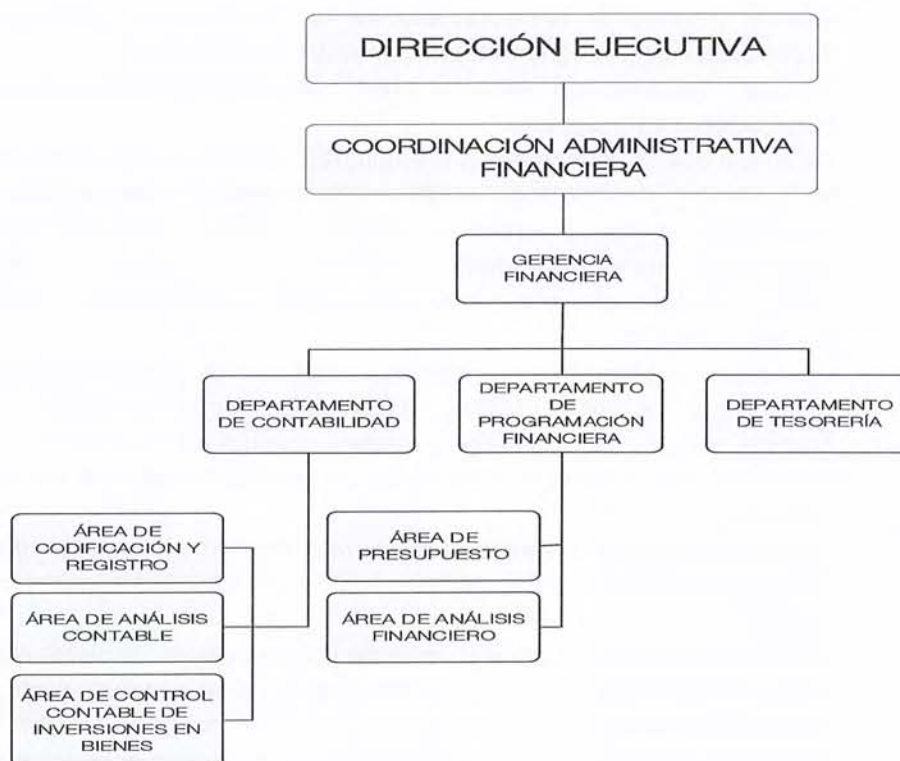 DIRECCIÓN EJECUTIVA
COORDINACIÓN ADMINISTRATIVA
FINANCIERA
GERENCIA
FINANCIERA
DEPARTAMENTO
DE CONTABILIDAD
DEPARTAMENTO
DE
PROGRAMACIÓN
FINANCIERA
DEPARTAMENTO
DE TESORERÍA
ÁREA DE
CODIFICACIÓN Y
REGISTRO
ÁREA DE ANÁLISIS
CONTABLE
ÁREA DE CONTROL
CONTABLE DE
INVERSIONES EN
BIENES
ÁREA DE
PRESUPUESTO
ÁREA DE ANÁLISIS
FINANCIERO